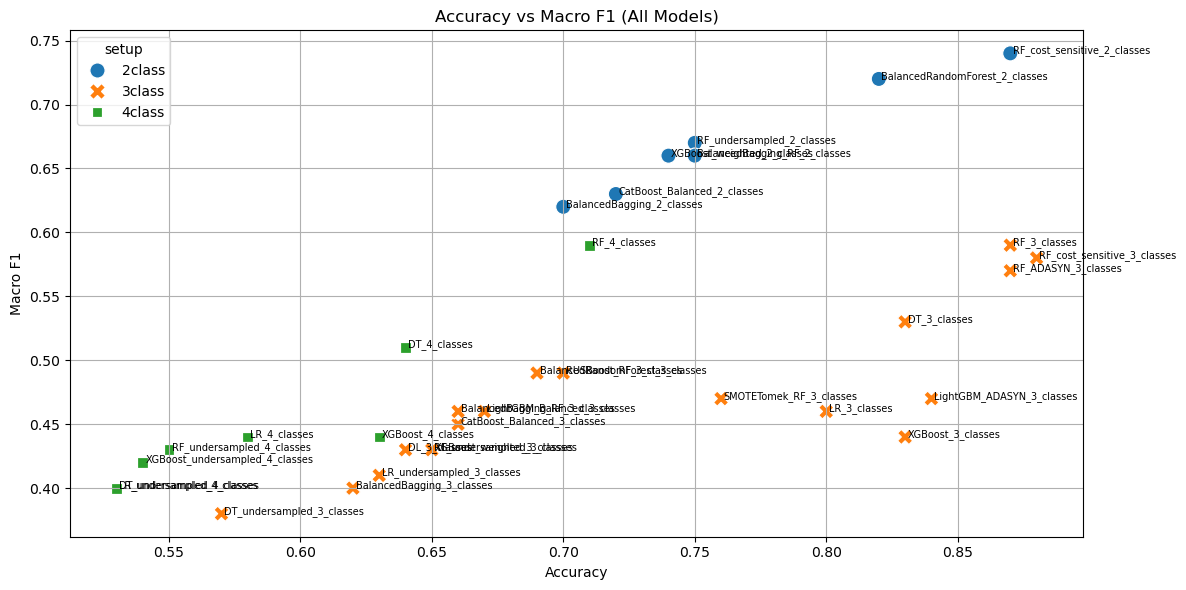 Accuracy vs Macro F1 (All Models)
setup
2class
3class
4class
Macro F1
0.75
0.70
0.65
0.60
0.55
0.50
0.45
0.40
RF_cost_sensitive_2_classes
BalancedRandomForest_2_classes
RF_undersampled_2_classes
XGBoost_weighted_2_classes
BalancedBagging_RF_2_classes
CatBoost_Balanced_2_classes
BalancedBagging_2_classes
RF_4_classes
RF_3_classes
RF_cost_sensitive_3_classes
RF_ADASYN_3_classes
DT_3_classes
DT_4_classes
BalancedRandomForest_3_classes
SMOTETomek_RF_3_classes
LightGBM_ADASYN_3_classes
LR_3_classes
CatBoost_Balanced_3_classes
LR_4_classes
XGBoost_4_classes
XGBoost_3_classes
RF_undersampled_4_classes
XGBoost_undersampled_4_classes
LR_undersampled_3_classes
BalancedBagging_3_classes
DT_undersampled_3_classes
0.55
0.60
0.65
0.70
0.75
0.80
0.85
Accuracy